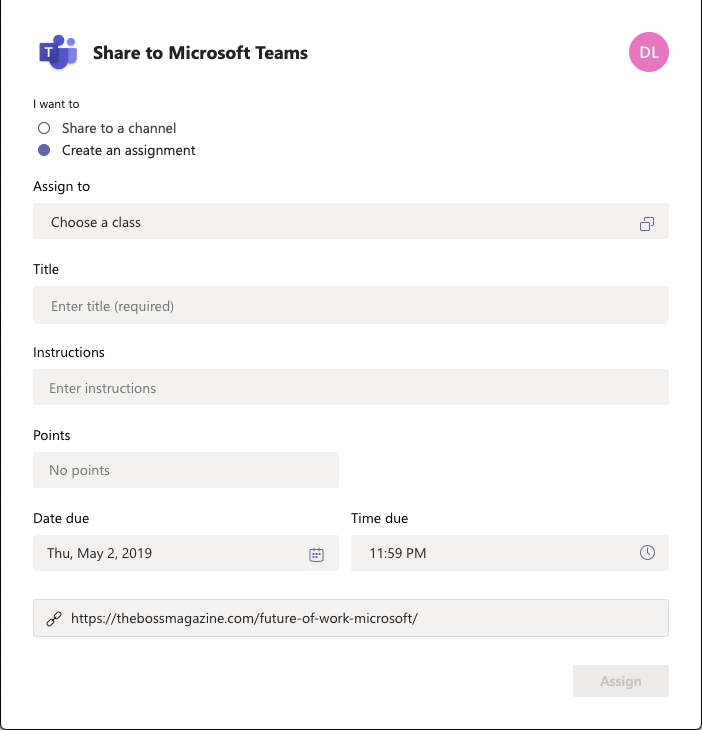 T
Share to Microsoft Teams
DL
I want to
Share to a channel
Create an assignment
Assign to
Choose a class
Title
Enter title (required)
Instructions
Enter instructions
Points
No points
Date due
Time due
Thu, May 2, 2019
11:59 PM
https://thebossmagazine.com/future-of-work-microsoft/
Assign